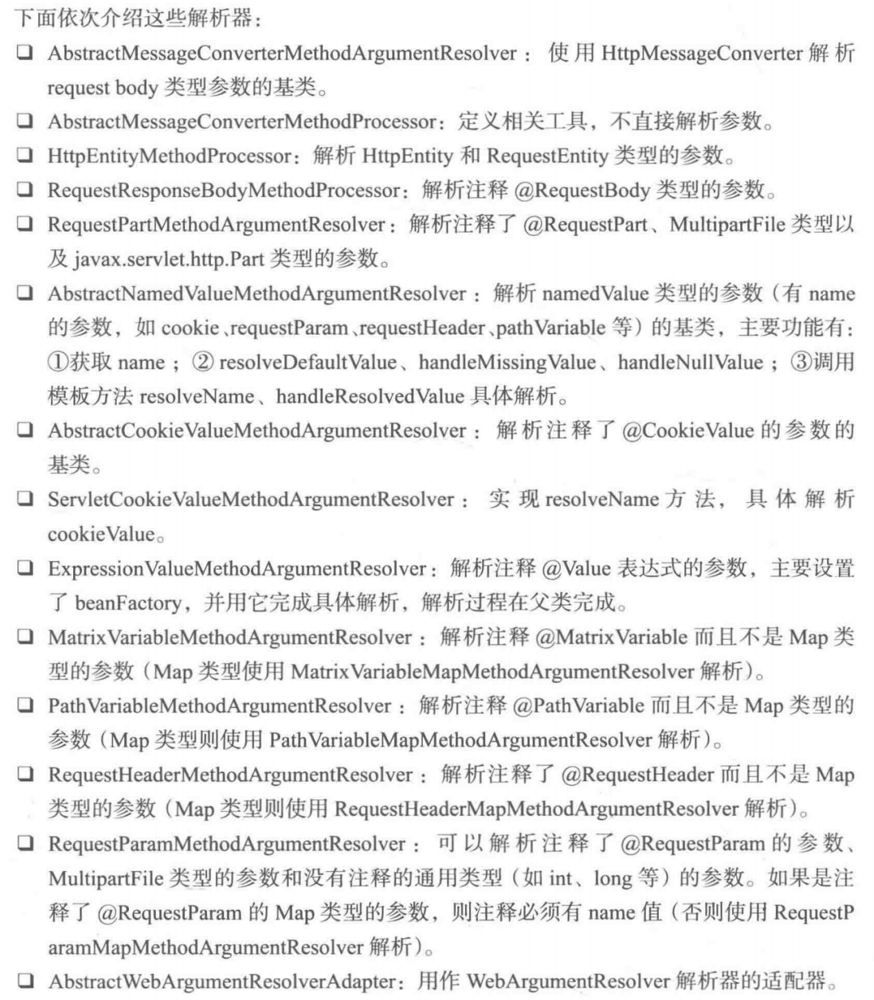 下面依次介绍这些解析器：
❑ AbstractMessageConverterMethodArgumentResolver：使用 HttpMessageConverter 解析
request body 类型参数的基类。
❑ AbstractMessageConverterMethodProcessor：定义相关工具，不直接解析参数。
❑ HttpEntityMethodProcessor：解析 HttpEntity 和 RequestEntity 类型的参数。
❑ RequestResponseBodyMethodProcessor：解析注释 @RequestBody 类型的参数。
❑ RequestPartMethodArgumentResolver：解析注释了 @RequestPart、MultipartFile 类型以
及 javax.servlet.http.Part 类型的参数。
❑ AbstractNamedValueMethodArgumentResolver：解析 namedValue 类型的参数（有 name
的参数，如 cookie、requestParam、requestHeader、pathVariable 等）的基类，主要功能有：
①获取 name；② resolveDefaultValue、handleMissingValue、handleNullValue；③调用
模板方法 resolveName、handleResolvedValue 具体解析。
❑ AbstractCookieValueMethodArgumentResolver：解析注释了 @CookieValue 的参数的
基类。
❑ ServletCookieValueMethodArgumentResolver：实现 resolveName 方法，具体解析
cookieValue。
❑ ExpressionValueMethodArgumentResolver：解析注释 @Value 表达式的参数，主要设置
了 beanFactory，并用它完成具体解析，解析过程在父类完成。
❑ MatrixVariableMethodArgumentResolver：解析注释 @MatrixVariable 而且不是 Map 类
型的参数（Map 类型使用 MatrixVariableMapMethodArgumentResolver 解析）。
❑ PathVariableMethodArgumentResolver：解析注释 @PathVariable 而且不是 Map 类型的
参数（Map 类型则使用 PathVariableMapMethodArgumentResolver 解析）。
❑ RequestHeaderMethodArgumentResolver：解析注释了 @RequestHeader 而且不是 Map
类型的参数（Map 类型则使用 RequestHeaderMapMethodArgumentResolver 解析）。
❑ RequestParamMethodArgumentResolver：可以解析注释了 @RequestParam 的参数、
MultipartFile 类型的参数和没有注释的通用类型（如 int、long 等）的参数。如果是注
释了 @RequestParam 的 Map 类型的参数，则注释必须有 name 值（否则使用 RequestP
aramMapMethodArgumentResolver 解析）。
❑ AbstractWebArgumentResolverAdapter：用作 WebArgumentResolver 解析器的适配器。